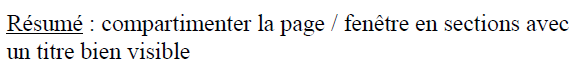 Résumé : compartimenter la page / fenêtre en sections avec
un titre bien visible